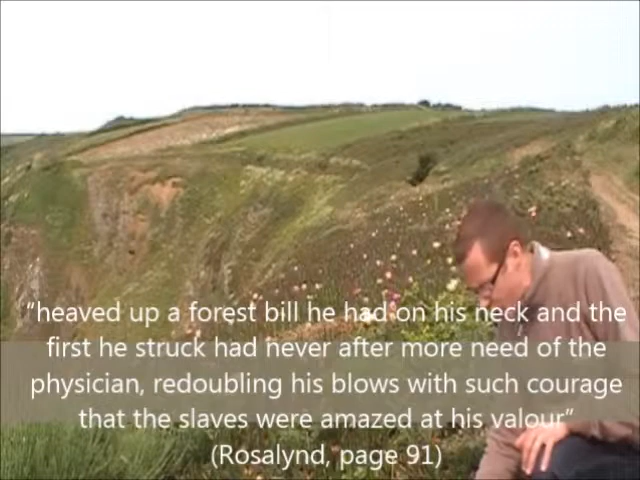 “heaved up a forest bill he had on his neck and the
first he struck had never after more need of the
physician, redoubling his blows with such courage
that the slaves were amazed at his valour”
(Rosalynd, page 91)